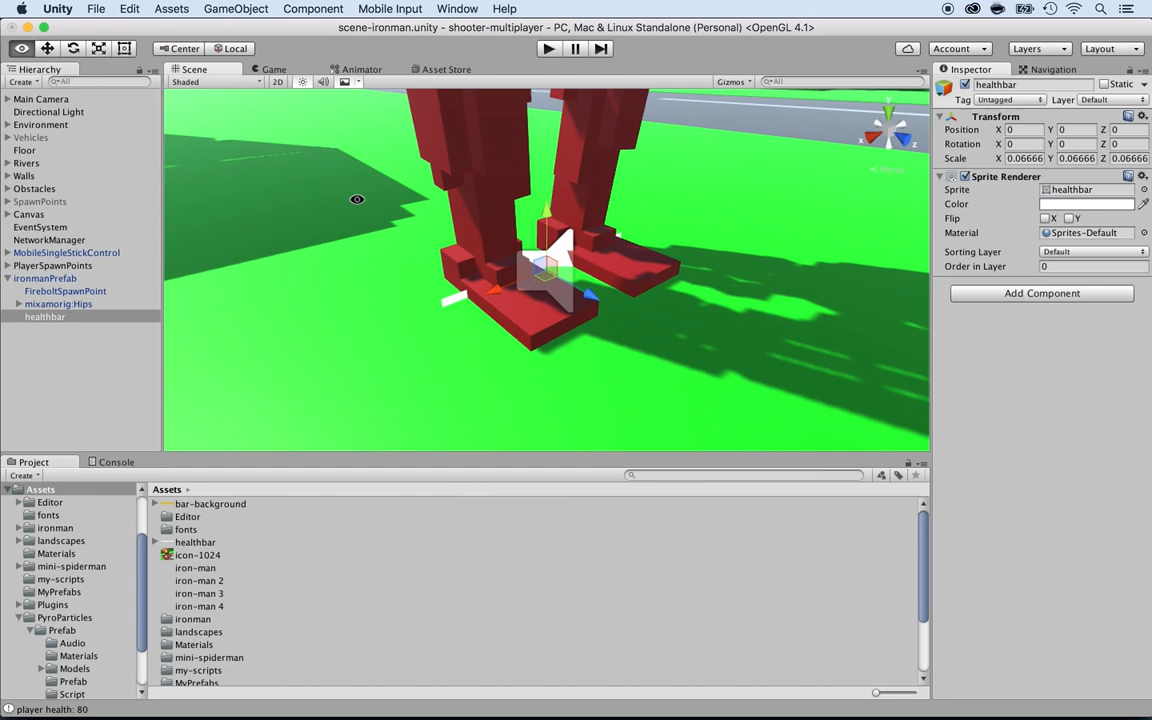 Unity File Edit Assets GameObject Component Mobile Input Window Help
scene-ironman.unity - shooter-multiplayer - PC, Mac & Linux Standalone (Personal) <OpenGL 4.1>
Center Local Account Layers Layout
Hierarchy Scene Game Animator Asset Store Inspector Navigation
Create All Shaded 2D Gizmos All
healthbar Static
Tag Untagged Layer Default
Main Camera
Directional Light
Environment
Vehicles
Floor
Rivers
Walls
Obstacles
SpawnPoints
Canvas
EventSystem
NetworkManager
MobileSingleStickControl
PlayerSpawnPoints
ironmanPrefab
FireboltSpawnPoint
mixamorig:Hips
healthbar
x z
Persp
Transform
Position X 0 Y 0 Z 0
Rotation X 0 Y 0 Z 0
Scale X 0.06666 Y 0.06666 Z 0.06666
Sprite Renderer
Sprite healthbar
Color
Flip X Y
Material Sprites-Default
Sorting Layer Default
Order in Layer 0
Add Component
Project Console
Create
Assets
Editor
fonts
ironman
landscapes
Materials
mini-spiderman
my-scripts
MyPrefabs
Plugins
PyroParticles
Prefab
Audio
Materials
Models
Prefab
Script
Assets
bar-background
Editor
fonts
healthbar
icon-1024
iron-man
iron-man 2
iron-man 3
iron-man 4
ironman
landscapes
Materials
mini-spiderman
my-scripts
MyPrefabs
player health: 80